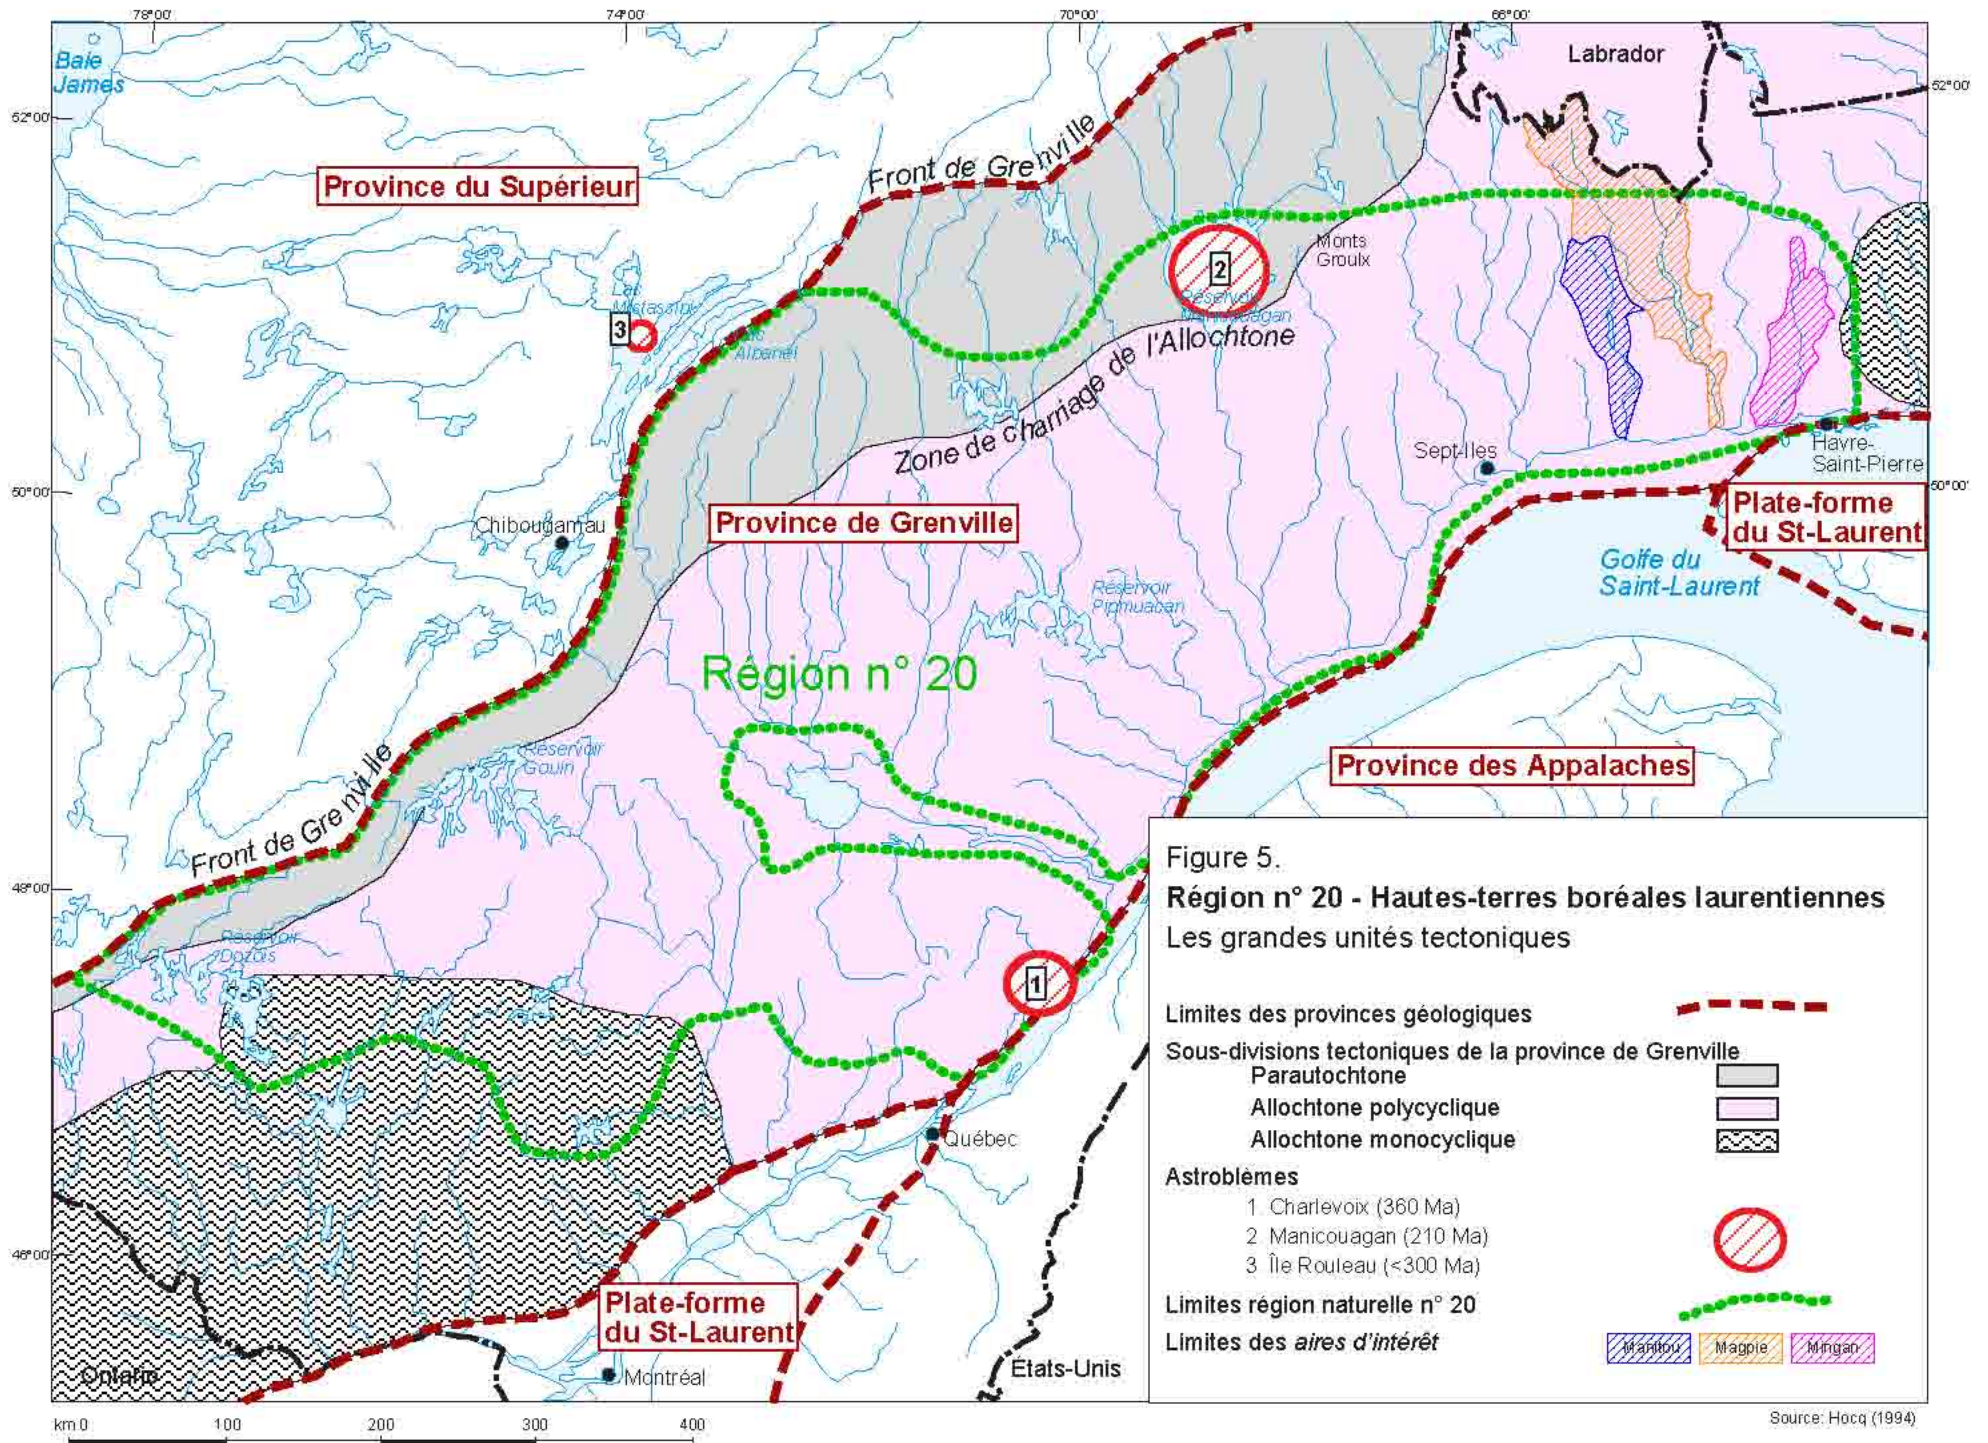 78°00'
74°00'
70°00'
66°00'
Baie
James
Labrador
52°00'
52°00'
Province du Supérieur
Front de Grenville
Monts
Groulx
2
Réservoir
Manicouagan
Lac
Mistassini
3
Lac
Albanel
Zone de charriage de l'Allochtone
Sept-Iles
Havre-
Saint-Pierre
50°00'
50°00'
Province de Grenville
Plate-forme
du St-Laurent
Chibougamau
Golfe du
Saint-Laurent
Réservoir
Pipmuacan
Région n° 20
Réservoir
Gouin
Province des Appalaches
Front de Grenville
48°00'
Réservoir
Dozois
1
Québec
46°00'
Plate-forme
du St-Laurent
Ontario
Montréal
Etats-Unis
Figure 5.
Région n° 20 - Hautes-terres boréales laurentiennes
Les grandes unités tectoniques
Limites des provinces géologiques
Sous-divisions tectoniques de la province de Grenville
Parautochtone
Allochtone polycyclique
Allochtone monocyclique
Astroblèmes
1 Charlevoix (360 Ma)
2 Manicouagan (210 Ma)
3 Île Rouleau (<300 Ma)
Limites région naturelle n° 20
Limites des aires d'intérêt
Manitou Magpie Mingan
km 0 100 200 300 400
Source: Hocq (1994)